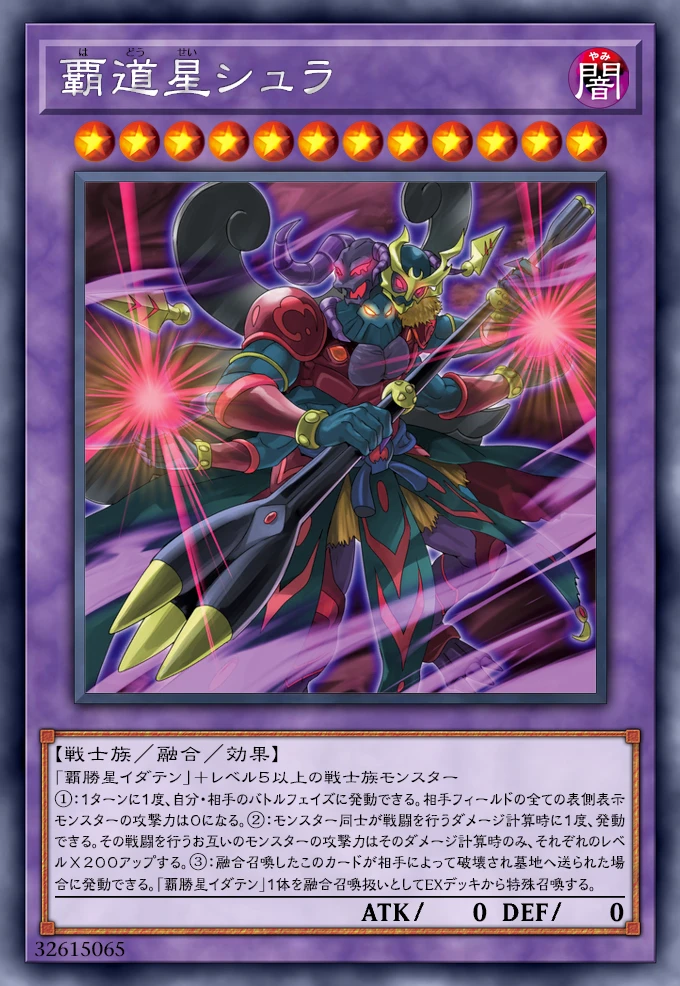 はどうせい
覇道星シュラ
やみ
闇
【戦士族／融合／効果】
「覇勝星イダテン」＋レベル５以上の戦士族モンスター
①：１ターンに１度、自分・相手のバトルフェイズに発動できる。相手フィールドの全ての表側表示
モンスターの攻撃力は０になる。②：モンスター同士が戦闘を行うダメージ計算時に１度、発動
できる。その戦闘を行うお互いのモンスターの攻撃力はそのダメージ計算時のみ、それぞれのレベ
ル×２００アップする。③：融合召喚したこのカードが相手によって破壊され墓地へ送られた場
合に発動できる。「覇勝星イダテン」１体を融合召喚扱いとしてEXデッキから特殊召喚する。
ATK/ 0 DEF/ 0
32615065